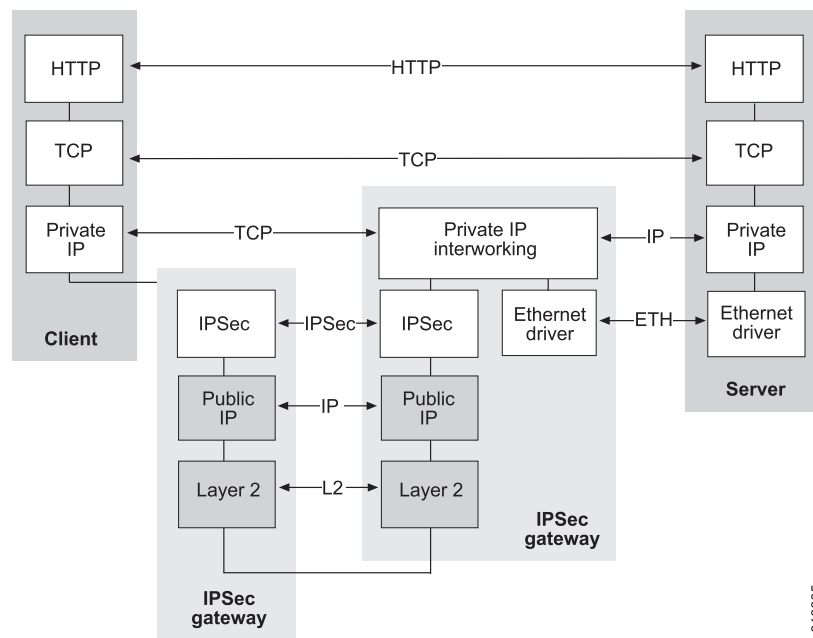 HTTP
HTTP
HTTP
TCP
TCP
TCP
Private
IP
TCP
Private IP
interworking
IP
Private
IP
IPSec
IPSec
IPSec
Ethernet
driver
ETH
Ethernet
driver
Client
Public
IP
IP
Public
IP
Server
Layer 2
L2
Layer 2
IPSec
gateway
IPSec
gateway